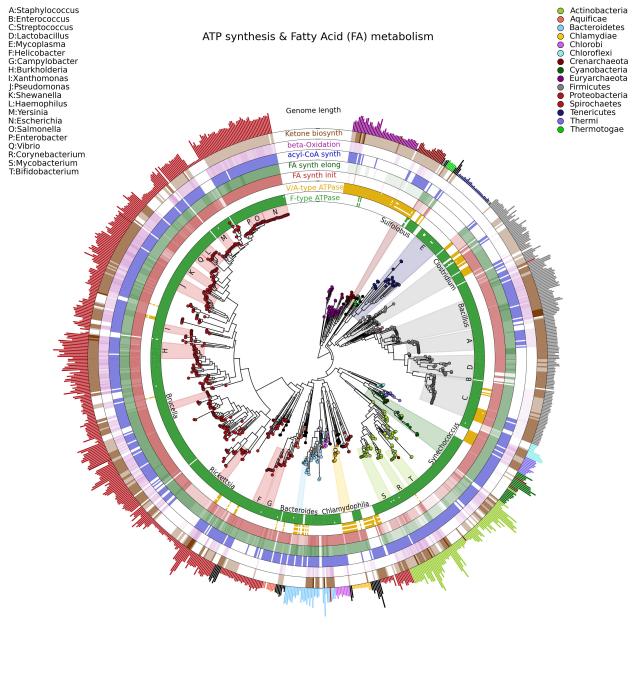 A:Staphylococcus
B:Enterococcus
C:Streptococcus
D:Lactobacillus
E:Mycoplasma
F:Helicobacter
G:Campylobacter
H:Burkholderia
I:Xanthomonas
J:Pseudomonas
K:Shewanella
L:Haemophilus
M:Yersinia
N:Escherichia
O:Salmonella
P:Enterobacter
Q:Vibrio
R:Corynebacterium
S:Mycobacterium
T:Bifidobacterium
ATP synthesis & Fatty Acid (FA) metabolism
Actinobacteria
Aquificae
Bacteroidetes
Chlamydiae
Chlorobi
Chloroflexi
Crenarchaeota
Cyanobacteria
Euryarchaeota
Firmicutes
Proteobacteria
Spirochaetes
Tenericutes
Thermi
Thermotogae
Genome length
Ketone biosynth
beta-Oxidation
acyl-CoA synth
FA synth elong
FA synth init
V/A-type ATPase
F-type ATPase
Sulfolobus
E
Clostridium
Bacillus
A
B
C
Synechococcus
T
R
S
Chlamydophila
Bacteroides
G
F
Rickettsia
Brucella
H
I
K
M
P
O
N